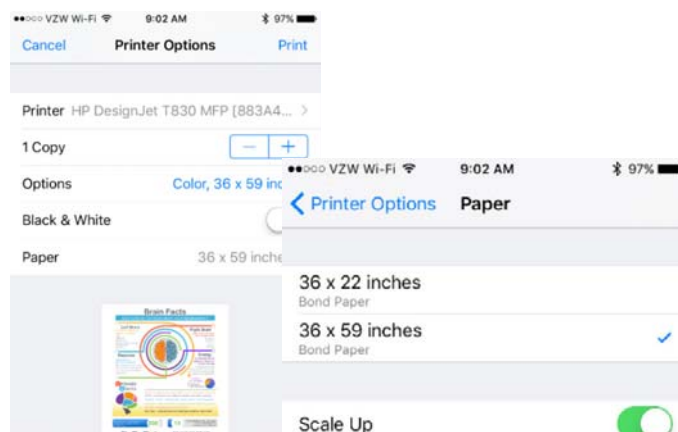 VZW Wi-Fi 9:02 AM 97%
Cancel Printer Options Print
Printer HP DesignJet T830 MFP (883A4...
1 Copy − +
Options Color, 36 x 59 inc
Black & White
Paper 36 x 59 inche
Brain Facts
VZW Wi-Fi 9:02 AM 97%
Printer Options Paper
36 x 22 inches
Bond Paper
36 x 59 inches
Bond Paper
Scale Up